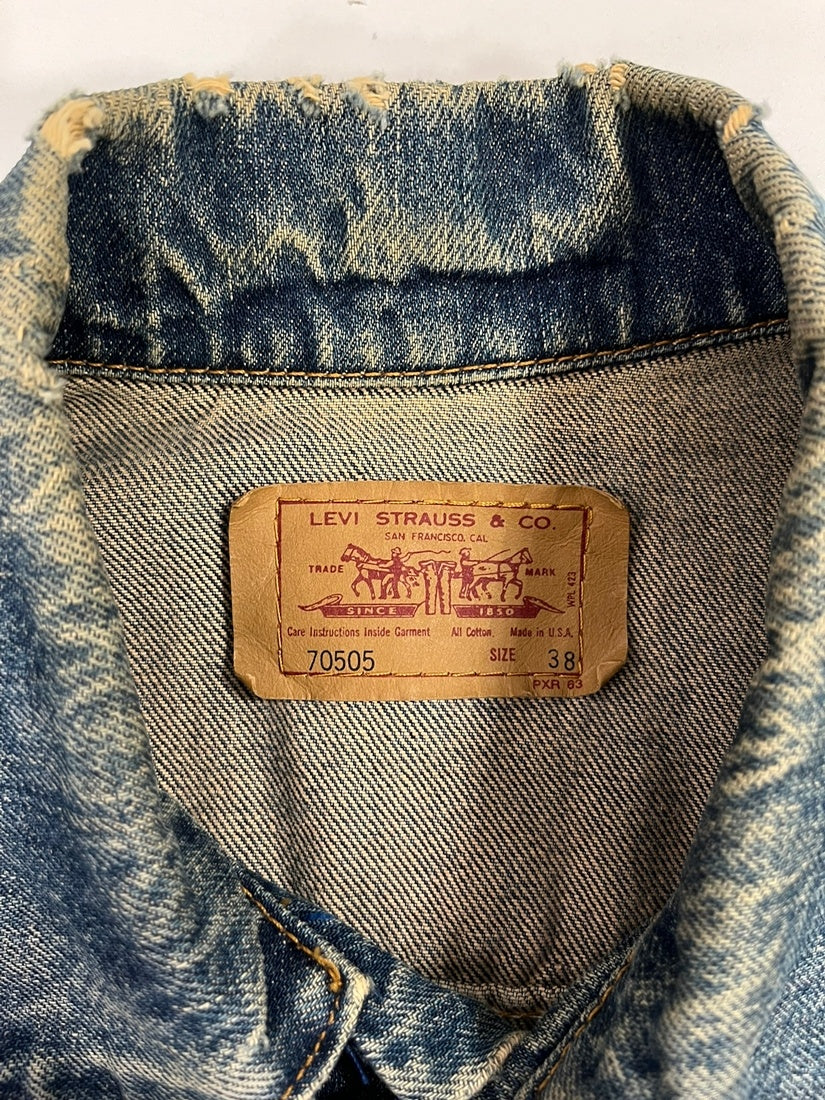 LEVI STRAUSS & CO.
SAN FRANCISCO, CAL
TRADE MARK
WPL 423
SINCE 1850
Care Instructions Inside Garment All Cotton. Made in U.S.A.
70505 SIZE 38
PXR 63